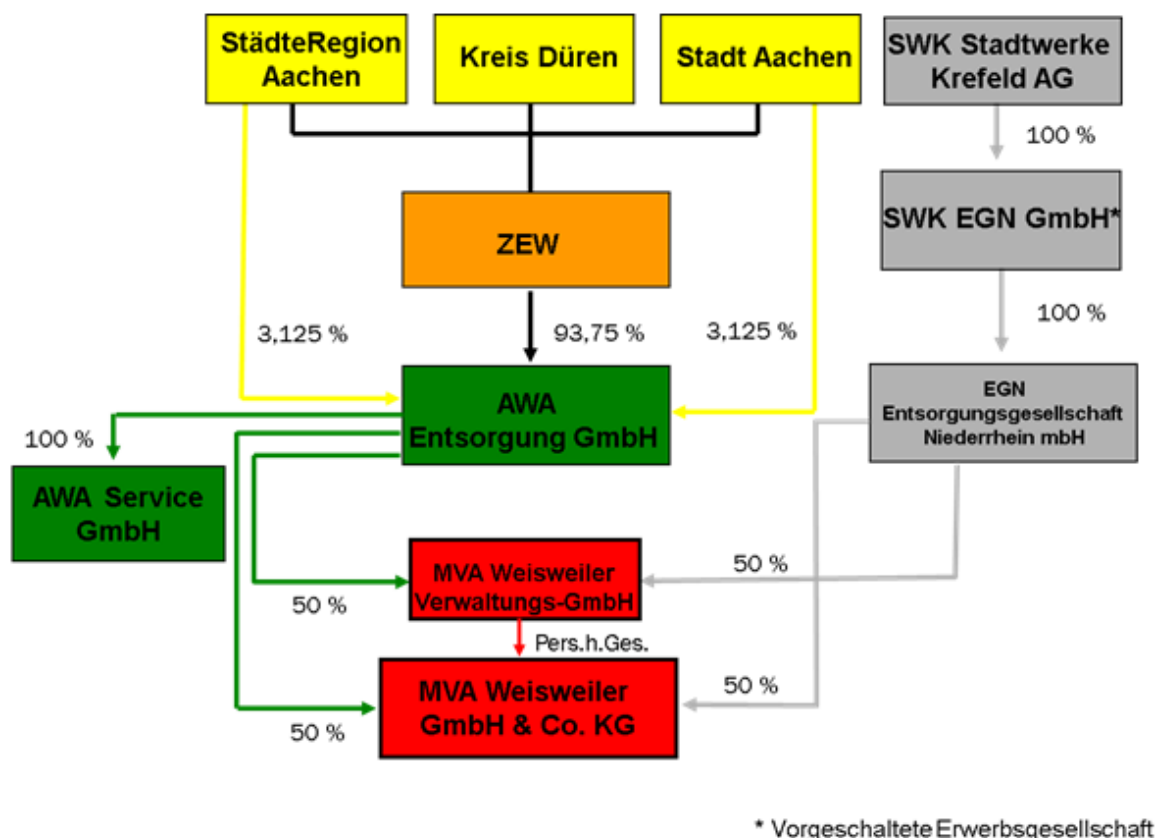 StädteRegion
Aachen
Kreis Düren
Stadt Aachen
SWK Stadtwerke
Krefeld AG
100 %
SWK EGN GmbH*
ZEW
100 %
3,125 %
93,75 %
3,125 %
AWA
Entsorgung GmbH
EGN
Entsorgungsgesellschaft
Niederrhein mbH
100 %
AWA Service
GmbH
MVA Weisweiler
Verwaltungs-GmbH
50 %
50 %
Pers.h.Ges.
MVA Weisweiler
GmbH & Co. KG
50 %
50 %
* Vorgeschaltete Erwerbsgesellschaft